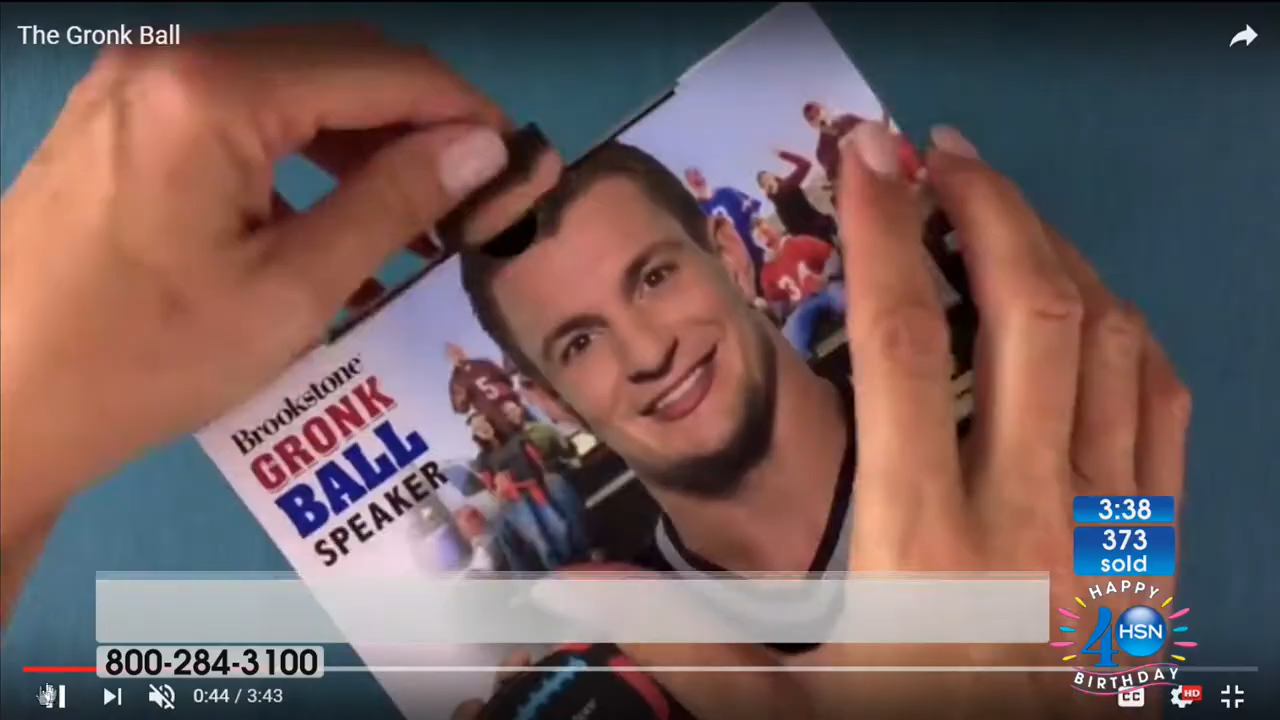 The Gronk Ball
Brookstone
GRONK
BALL
SPEAKER
5
34
3:38
373
sold
HAPPY
40
HSN
BIRTHDAY
800-284-3100
0:44 / 3:43
CC
HD